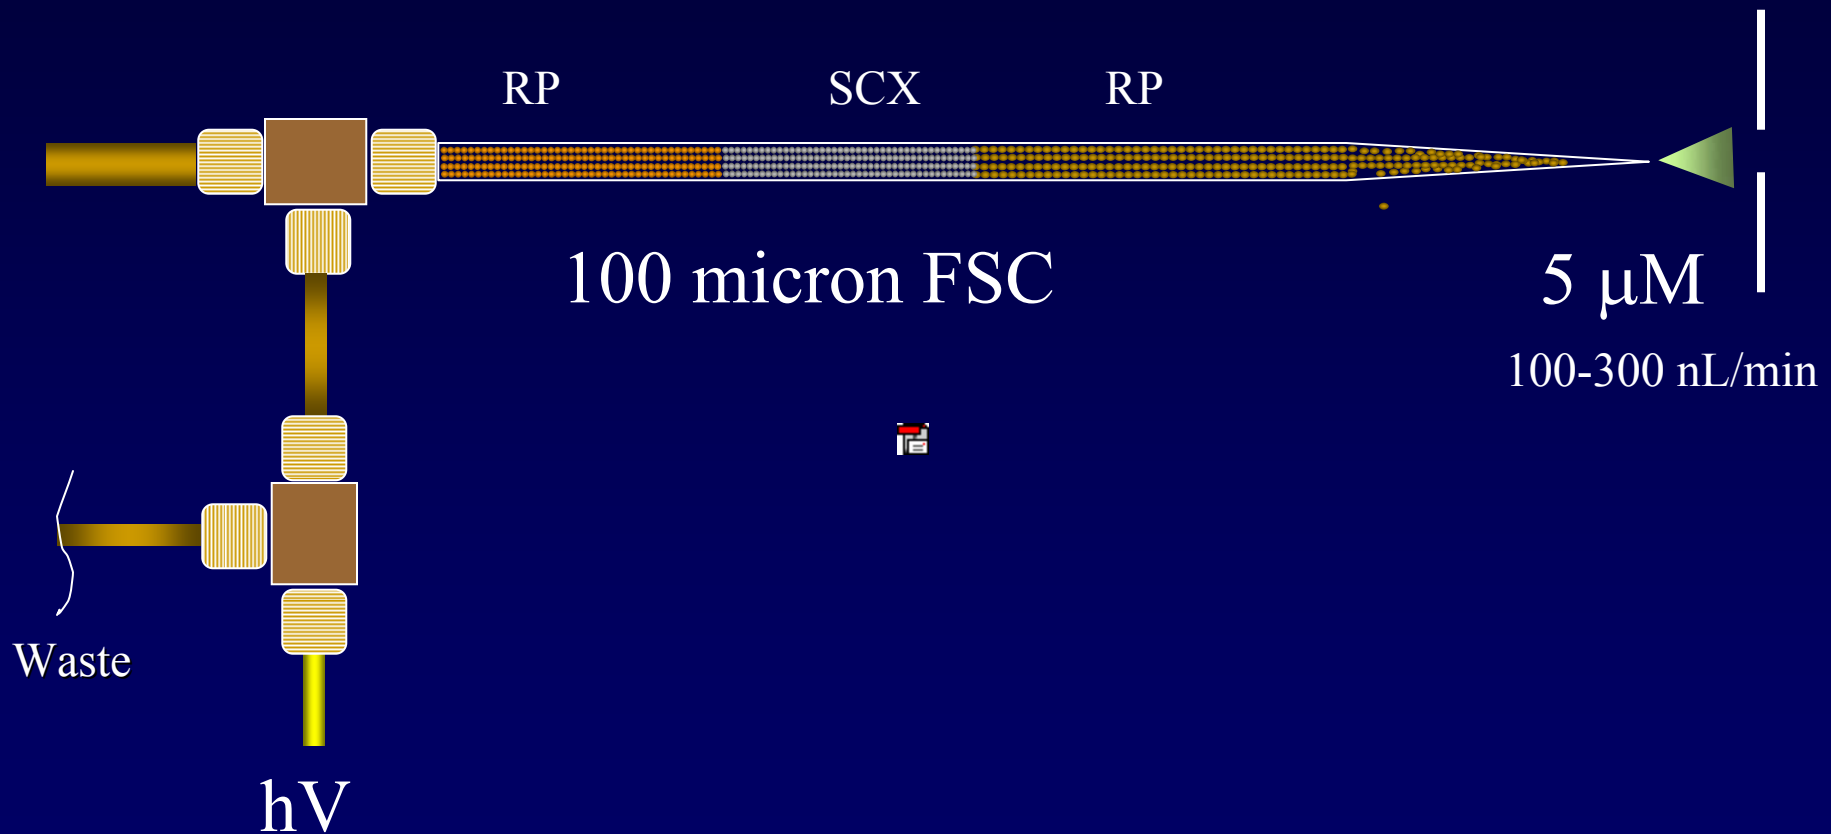 RP
SCX
RP
100 micron FSC
5 μM
100-300 nL/min
Waste
hV